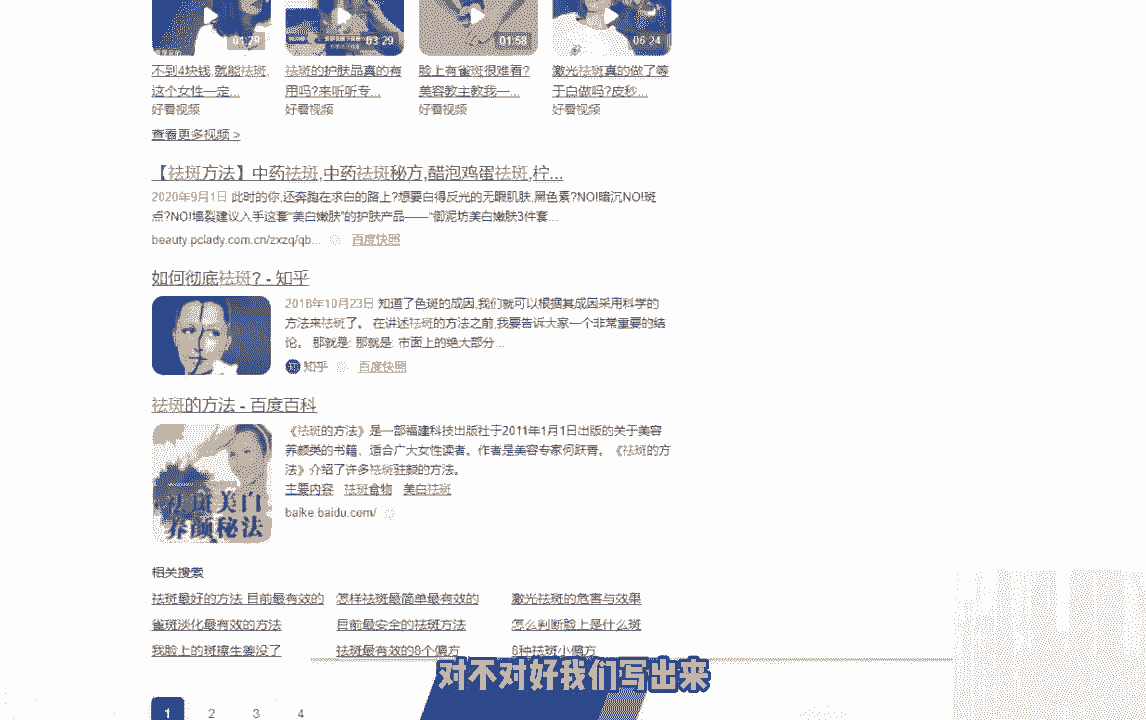 01:29
03:29
01:58
06:24
不到4块钱,就能祛斑,
这个女性一定...
好看视频
祛斑的护肤品真的有
用吗?来听听专...
好看视频
脸上有雀斑很难看?
美容教主教我一...
好看视频
激光祛斑真的做了等
于白做吗?皮秒...
好看视频
查看更多视频 >
【祛斑方法】中药祛斑,中药祛斑秘方,醋泡鸡蛋祛斑,柠...
2020年9月1日 此时的你,还奔跑在求白的路上?想要白得反光的无暇肌肤,黑色素?NO!暗沉NO!斑
点?NO!墙裂建议入手这套“美白嫩肤”的护肤产品——“御泥坊美白嫩肤3件套...
beauty.pclady.com.cn/zxzq/qb... 百度快照
如何彻底祛斑? - 知乎
2018年10月23日 知道了色斑的成因,我们就可以根据其成因采用科学的
方法来祛斑了。 在讲述祛斑的方法之前,我要告诉大家一个非常重要的结
论。 那就是: 那就是: 市面上的绝大部分...
知 知乎 百度快照
祛斑的方法 - 百度百科
《祛斑的方法》是一部福建科技出版社于2011年1月1日出版的关于美容
养颜类的书籍、适合广大女性读者。作者是美容专家何跃青。《祛斑的方
法》介绍了许多祛斑驻颜的方法。
主要内容 祛斑食物 美白祛斑
baike.baidu.com/
祛斑美白
养颜秘法
相关搜索
祛斑最好的方法 目前最有效的 怎样祛斑最简单最有效的 激光祛斑的危害与效果
雀斑淡化最有效的方法 目前最安全的祛斑方法 怎么判断脸上是什么斑
我脸上的斑擦生姜没了 祛斑最有效的8个偏方 8种祛斑小偏方
对不对好我们写出来
1 2 3 4